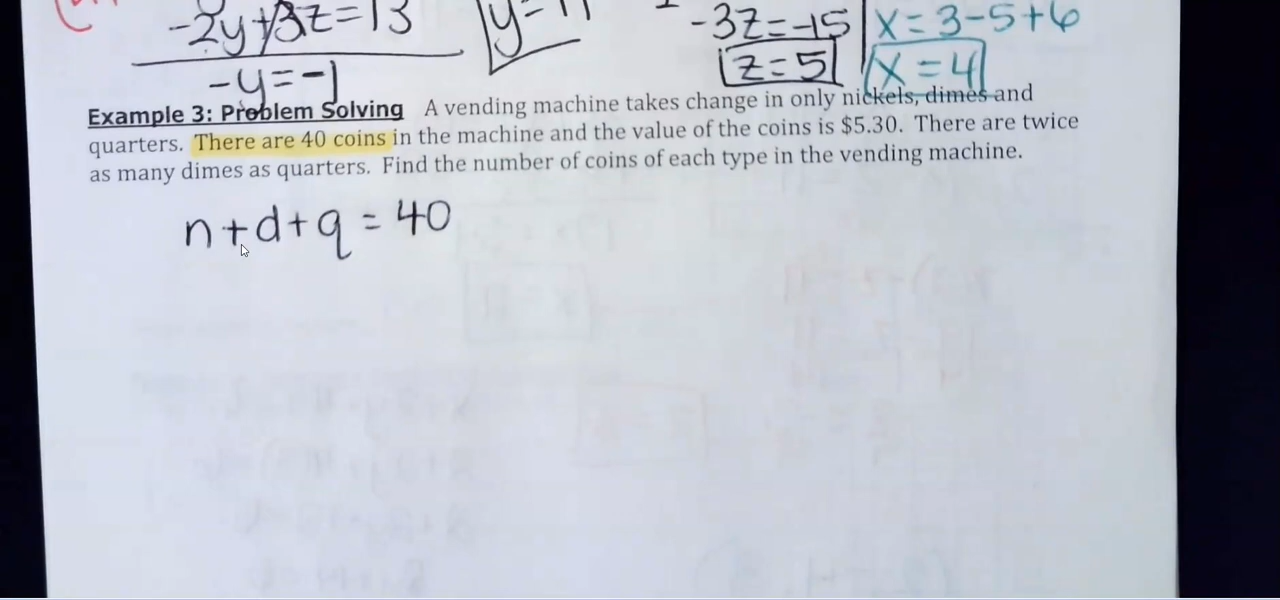 -2y+3z=13
y=11
-3z=-15
x=3-5+6
-y=-1
z=5
x=4
Example 3: Problem Solving A vending machine takes change in only nickels, dimes and
quarters. There are 40 coins in the machine and the value of the coins is $5.30. There are twice
as many dimes as quarters. Find the number of coins of each type in the vending machine.
n+d+q=40